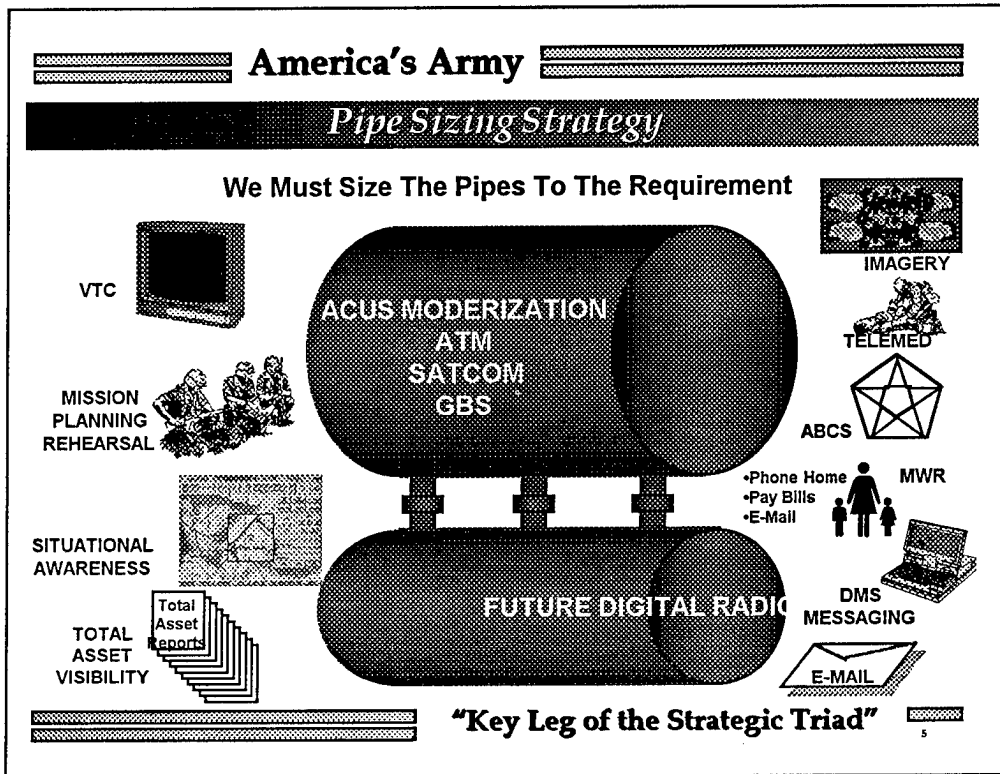 America's Army
Pipe Sizing Strategy
We Must Size The Pipes To The Requirement
VTC
MISSION
PLANNING
REHEARSAL
SITUATIONAL
AWARENESS
TOTAL
ASSET
VISIBILITY
Total
Asset
Reports
ACUS MODERIZATION
ATM
SATCOM
GBS
FUTURE DIGITAL RADIO
IMAGERY
TELEMED
ABCS
MWR
•Phone Home
•Pay Bills
•E-Mail
DMS
MESSAGING
E-MAIL
"Key Leg of the Strategic Triad"
5